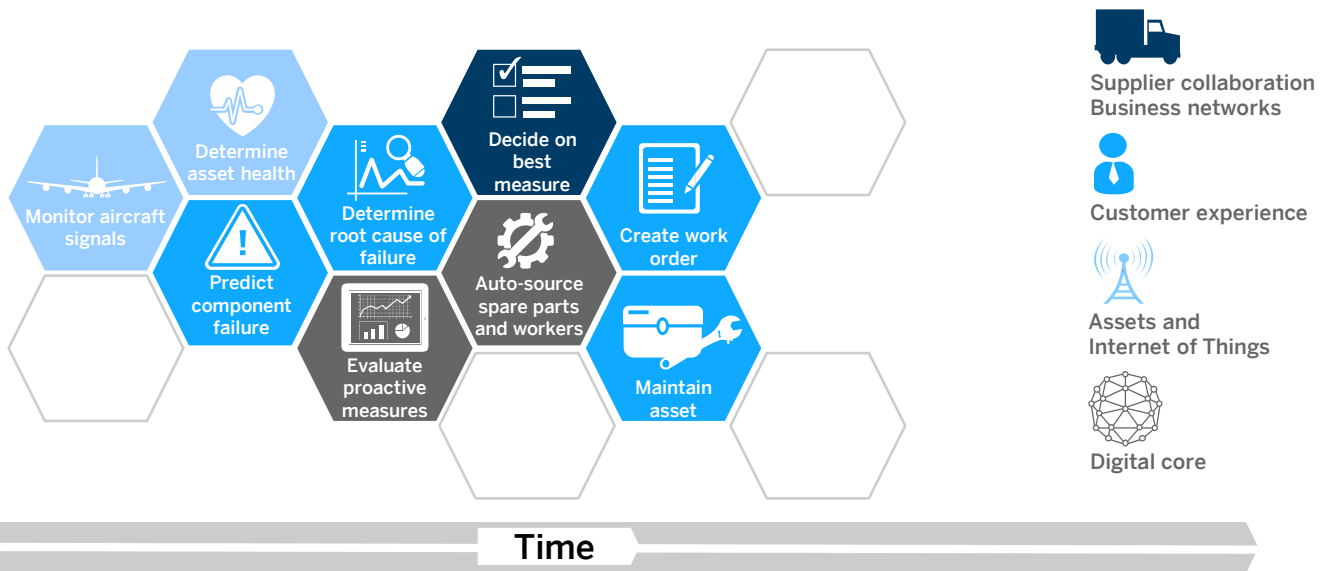 Monitor aircraft
signals
Determine
asset health
Predict
component
failure
Determine
root cause of
failure
Evaluate
proactive
measures
Decide on
best
measure
Auto-source
spare parts
and workers
Create work
order
Maintain
asset
Supplier collaboration
Business networks
Customer experience
Assets and
Internet of Things
Digital core
Time